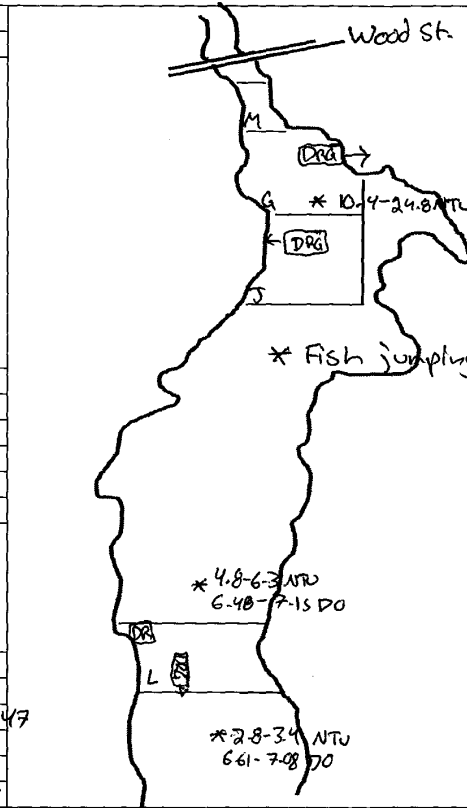 Wood St.
M
DRG →
G * 10.4-24.8 NTU
← DRG
J
* Fish jumping
* 4.8-6.3 NTU
6.48-7.15 DO
DR
L
47
* 2.8-3.4 NTU
6.61-7.08 DO